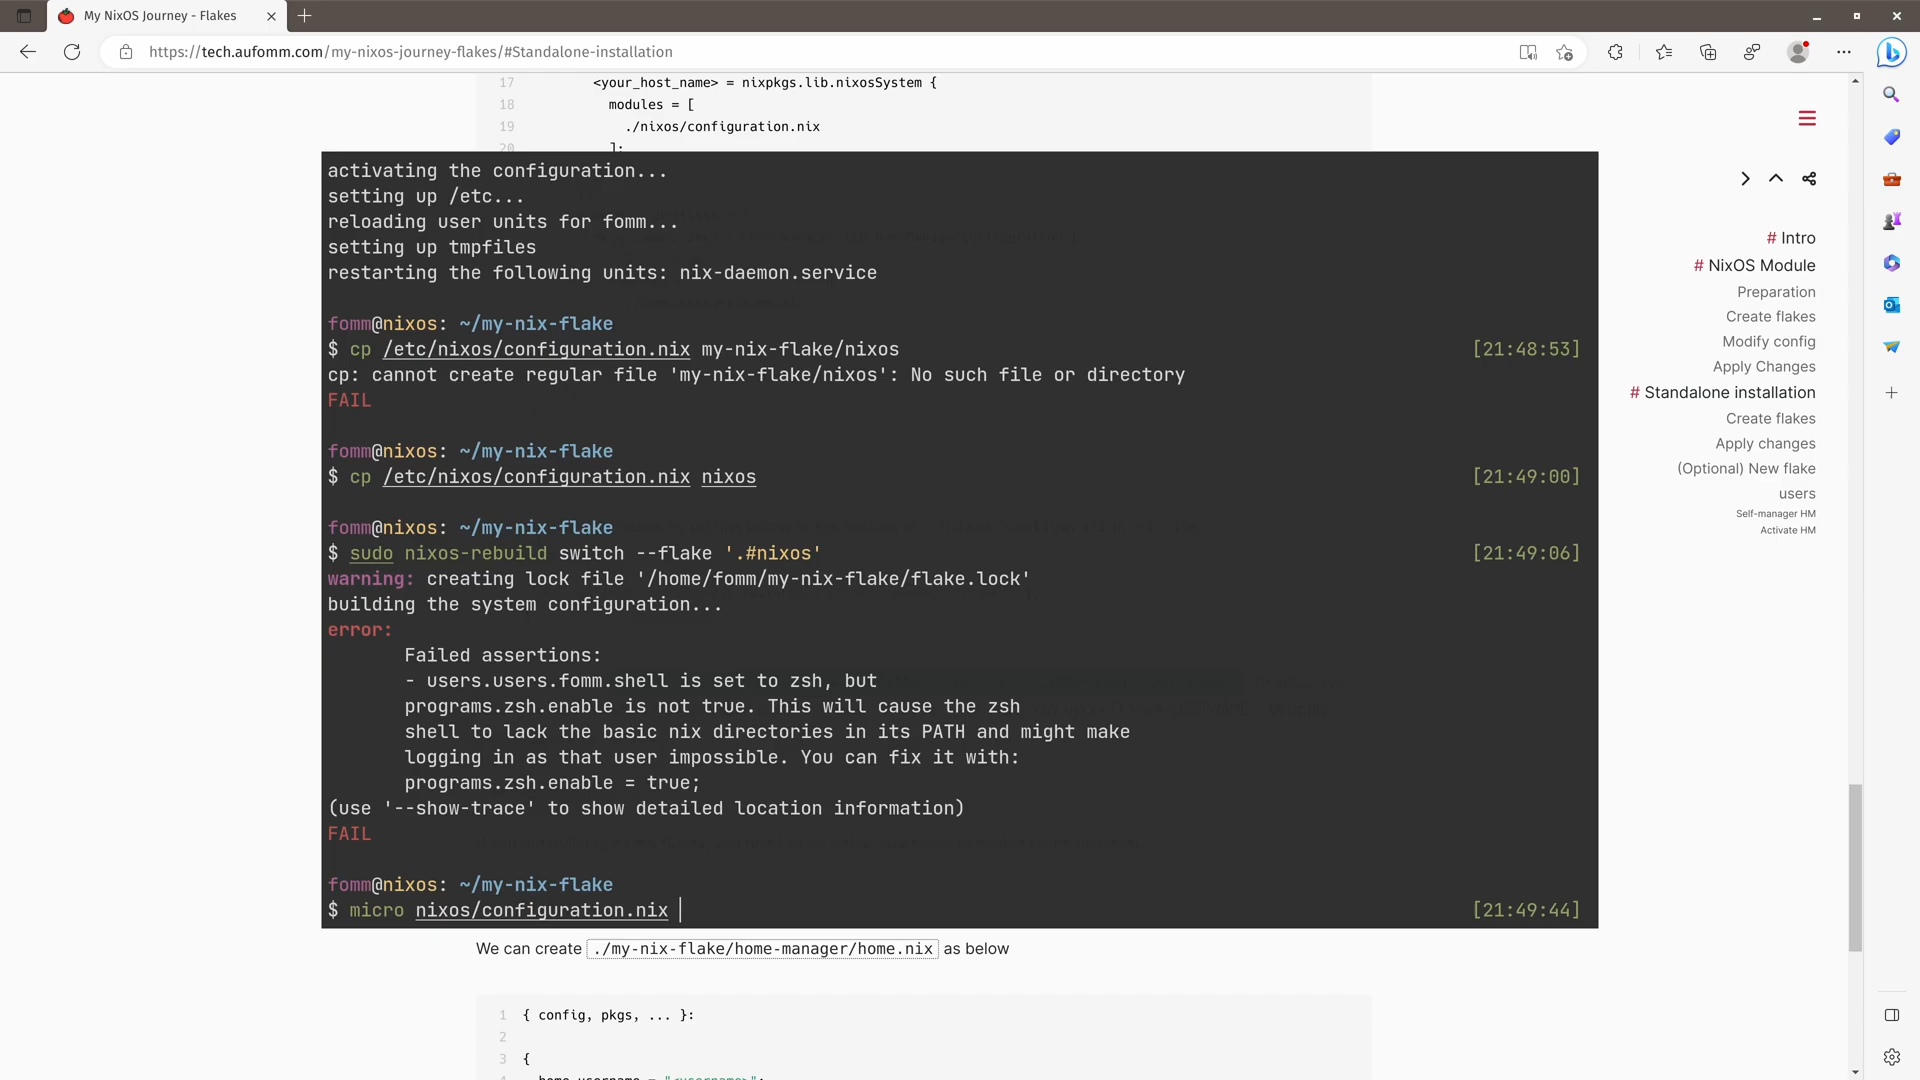 My NixOS Journey - Flakes
https://tech.aufomm.com/my-nixos-journey-flakes/#Standalone-installation
17 <your_host_name> = nixpkgs.lib.nixosSystem {
18 modules = [
19 ./nixos/configuration.nix
20 ];
activating the configuration...
setting up /etc...
reloading user units for fomm...
setting up tmpfiles
restarting the following units: nix-daemon.service
fomm@nixos: ~/my-nix-flake
$ cp /etc/nixos/configuration.nix my-nix-flake/nixos [21:48:53]
cp: cannot create regular file 'my-nix-flake/nixos': No such file or directory
FAIL
fomm@nixos: ~/my-nix-flake
$ cp /etc/nixos/configuration.nix nixos [21:49:00]
fomm@nixos: ~/my-nix-flake
$ sudo nixos-rebuild switch --flake '.#nixos' [21:49:06]
warning: creating lock file '/home/fomm/my-nix-flake/flake.lock'
building the system configuration...
error:
Failed assertions:
- users.users.fomm.shell is set to zsh, but
programs.zsh.enable is not true. This will cause the zsh
shell to lack the basic nix directories in its PATH and might make
logging in as that user impossible. You can fix it with:
programs.zsh.enable = true;
(use '--show-trace' to show detailed location information)
FAIL
fomm@nixos: ~/my-nix-flake
$ micro nixos/configuration.nix [21:49:44]
We can create ./my-nix-flake/home-manager/home.nix as below
1 { config, pkgs, ... }:
2
3 {
4 home.username = "<username>";
# Intro
# NixOS Module
Preparation
Create flakes
Modify config
Apply Changes
# Standalone installation
Create flakes
Apply changes
(Optional) New flake
users
Self-manager HM
Activate HM